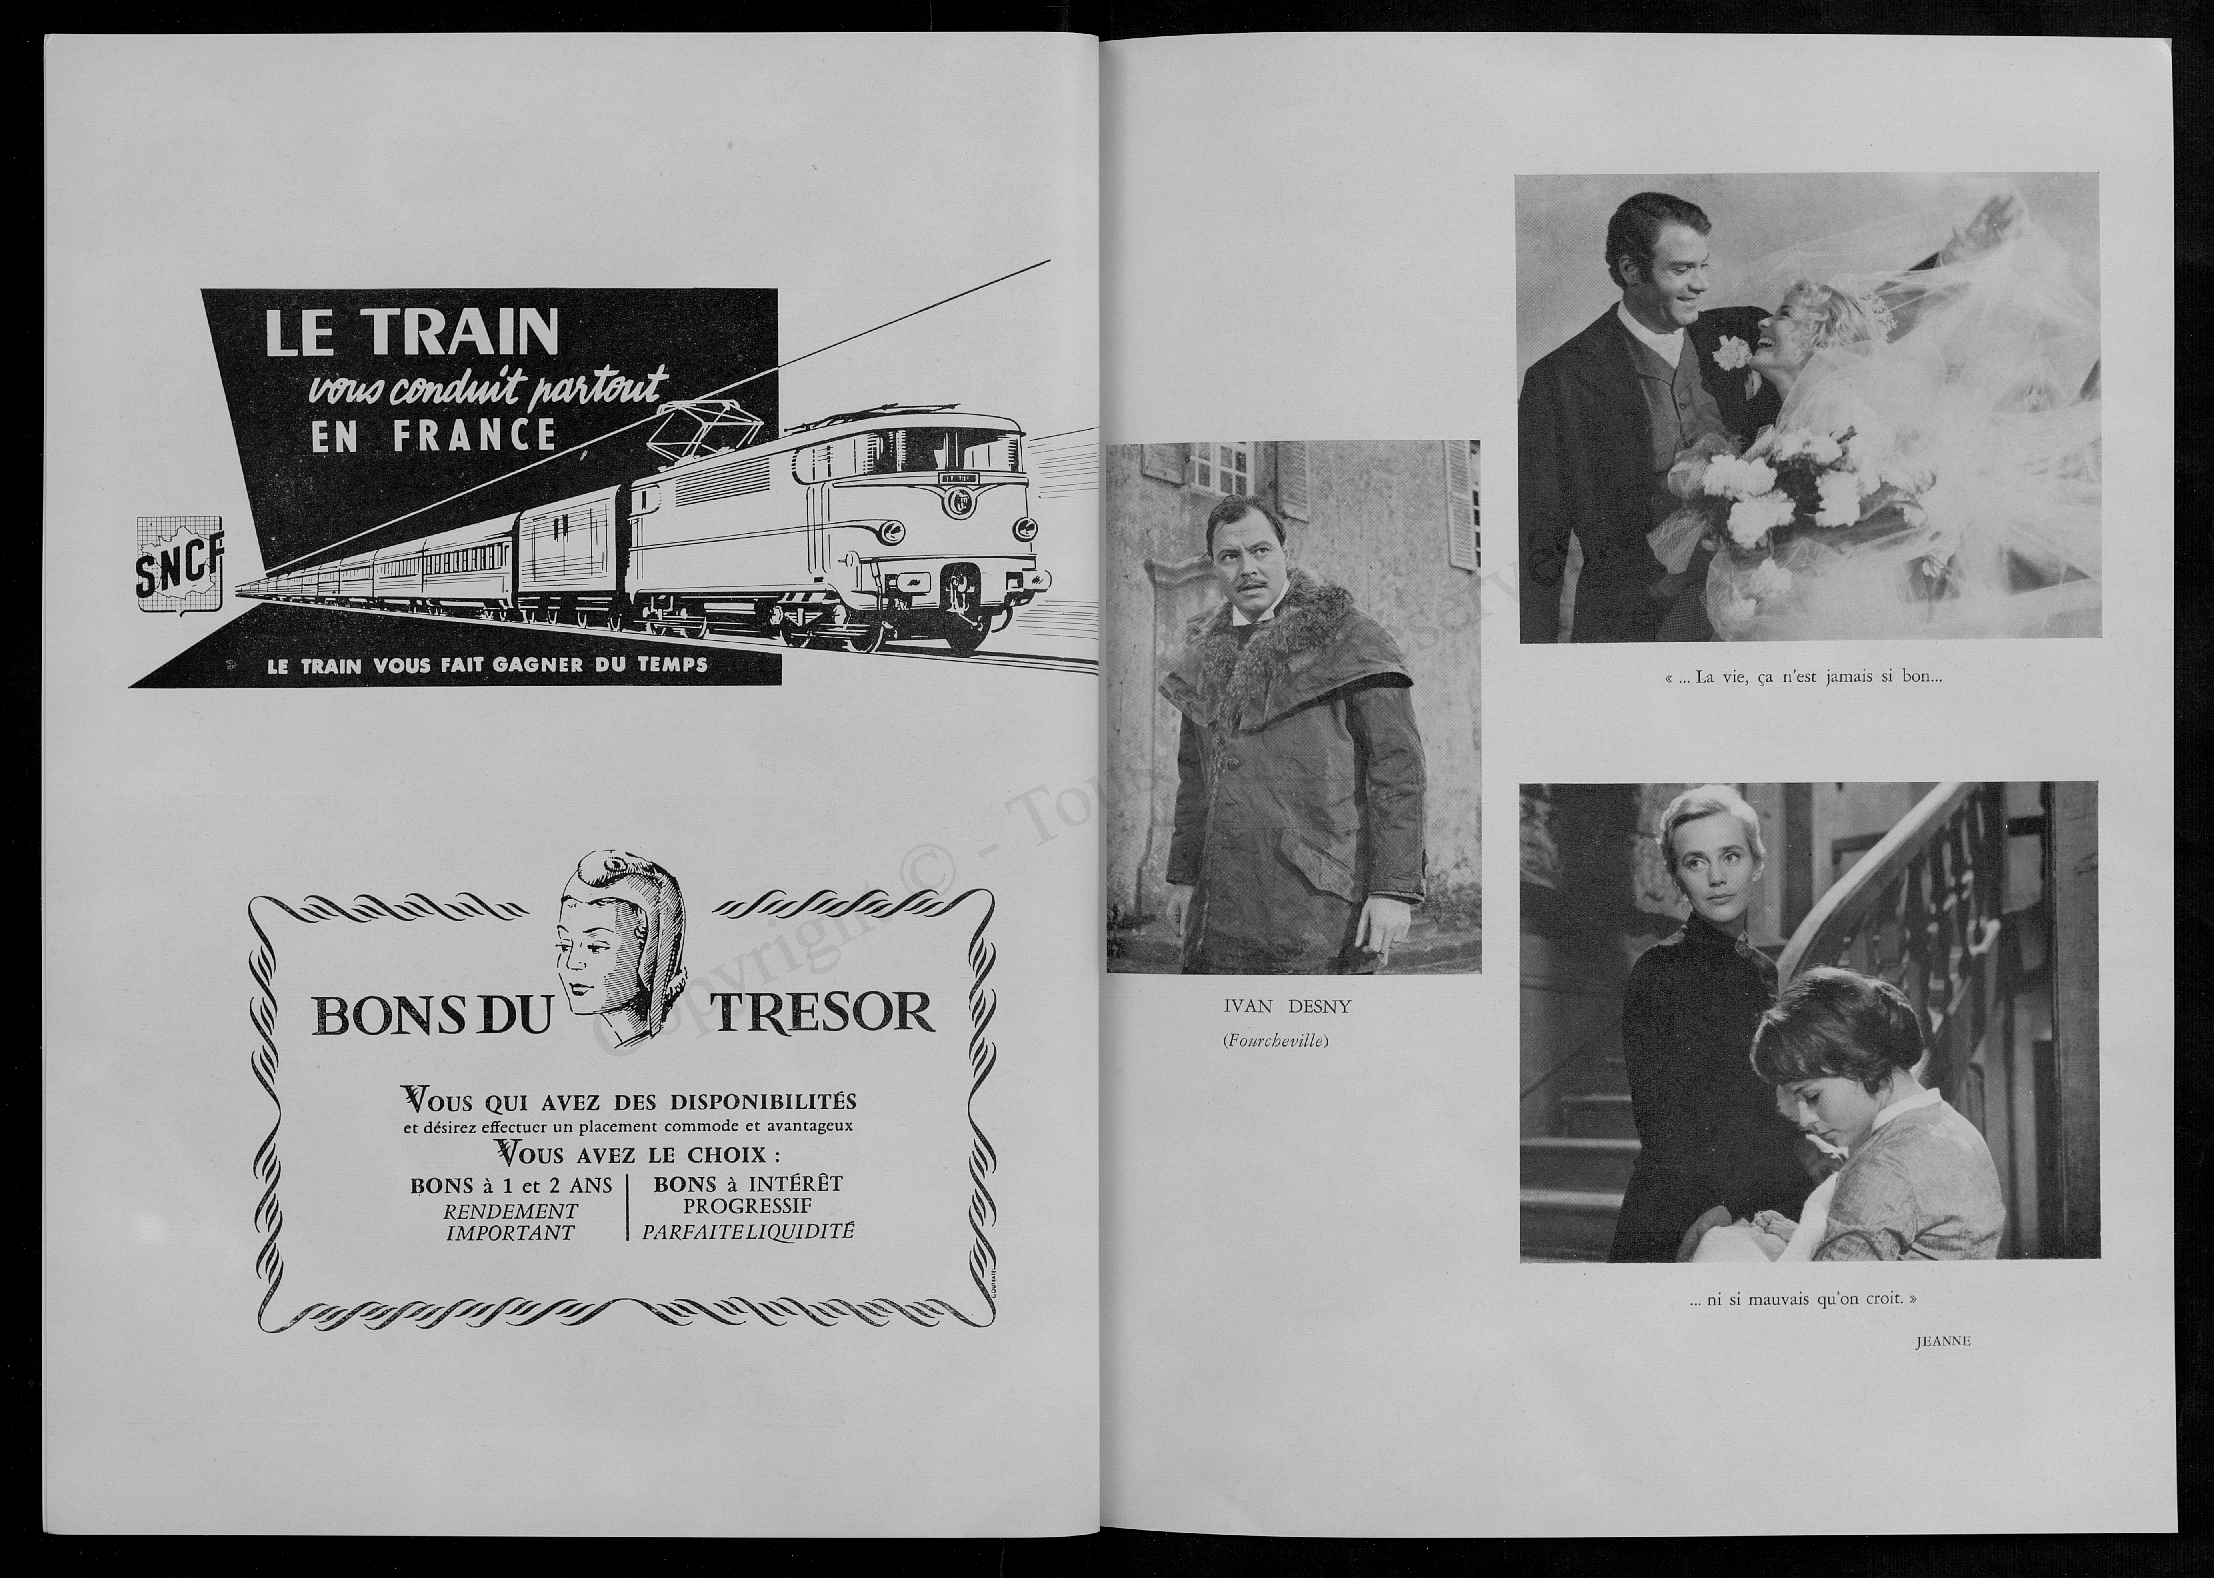 LE TRAIN
vous conduit partout
EN FRANCE
SNCF
LE TRAIN VOUS FAIT GAGNER DU TEMPS
BONS DU TRESOR
VOUS QUI AVEZ DES DISPONIBILITÉS
et désirez effectuer un placement commode et avantageux
VOUS AVEZ LE CHOIX :
BONS à 1 et 2 ANS
RENDEMENT
IMPORTANT
BONS à INTÉRÊT
PROGRESSIF
PARFAITE LIQUIDITÉ
IVAN DESNY
(Fourcheville)
« ... La vie, ça n'est jamais si bon...
... ni si mauvais qu'on croit. »
JEANNE
Copyright © - Tous